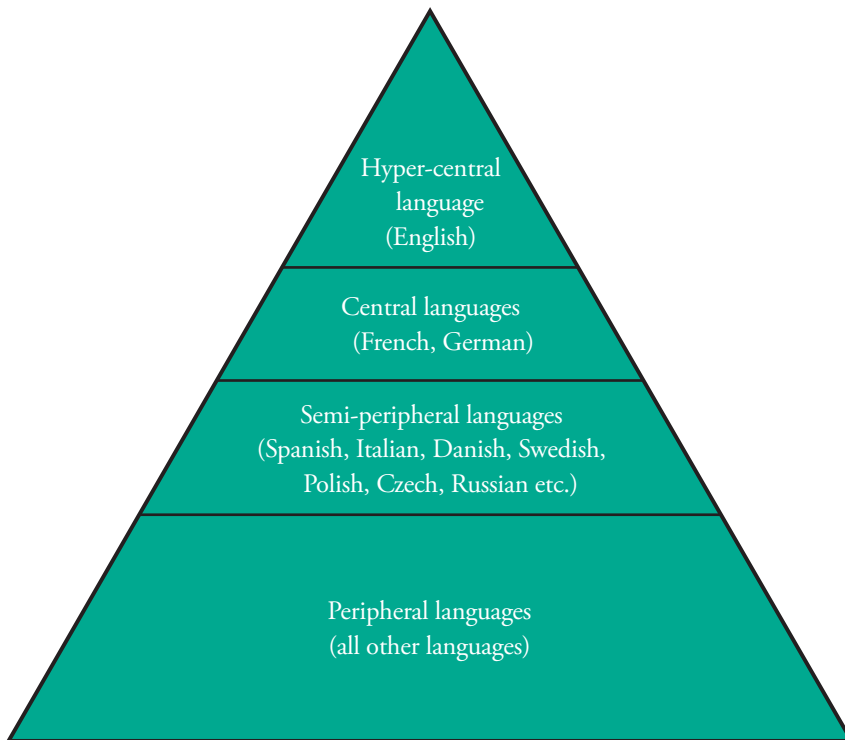 Hyper-central
language
(English)
Central languages
(French, German)
Semi-peripheral languages
(Spanish, Italian, Danish, Swedish,
Polish, Czech, Russian etc.)
Peripheral languages
(all other languages)